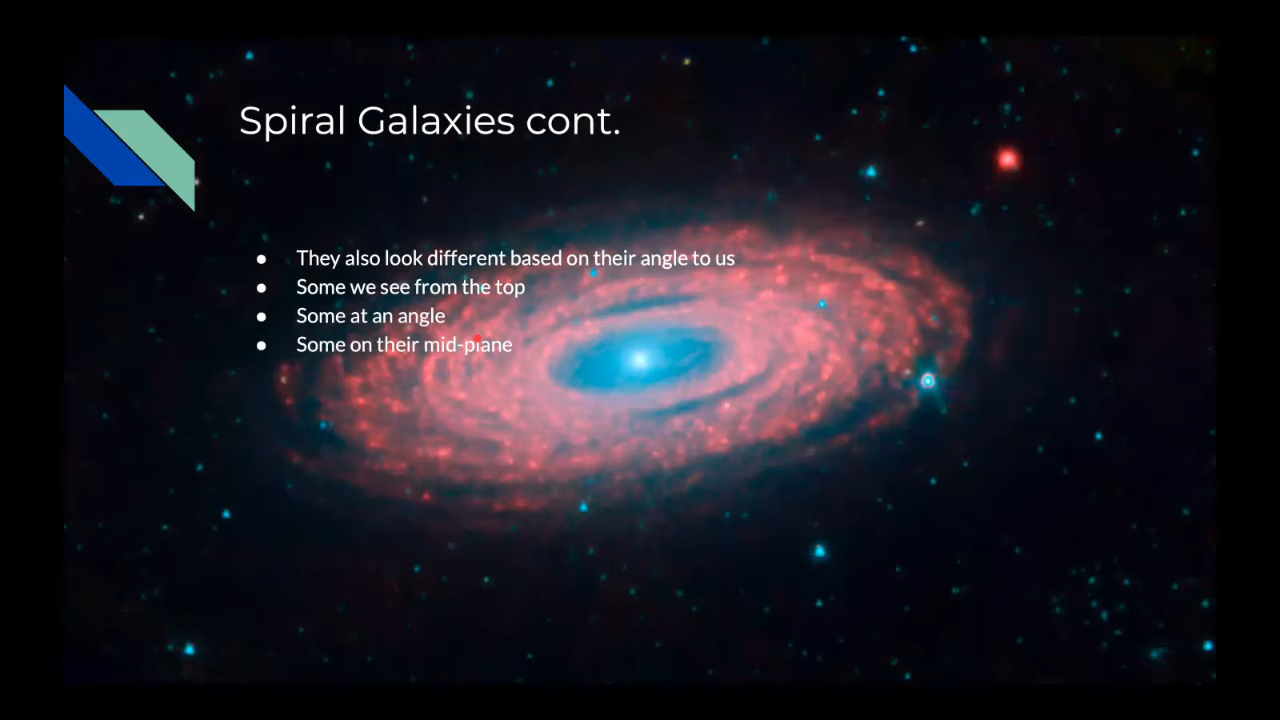 Spiral Galaxies cont.
● They also look different based on their angle to us
● Some we see from the top
● Some at an angle
● Some on their mid-plane